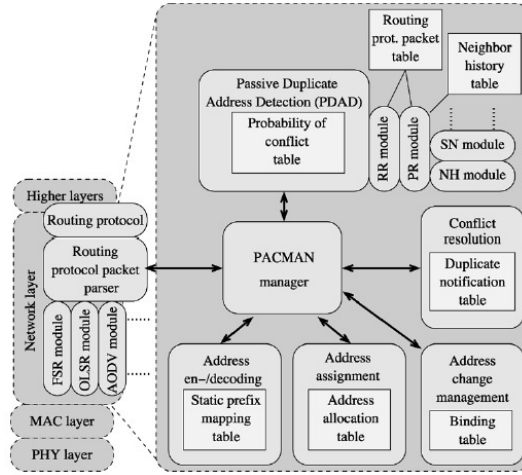 Routing
prot. packet
table
Neighbor
history
table
Passive Duplicate
Address Detection (PDAD)
Probability of
conflict
table
RR module
PR module
SN module
NH module
Higher layers
Routing protocol
Routing
protocol packet
parser
Network layer
FSR module
OLSR module
AODV module
MAC layer
PHY layer
PACMAN
manager
Conflict
resolution
Duplicate
notification
table
Address
en-/decoding
Static prefix
mapping
table
Address
assignment
Address
allocation
table
Address
change
management
Binding
table